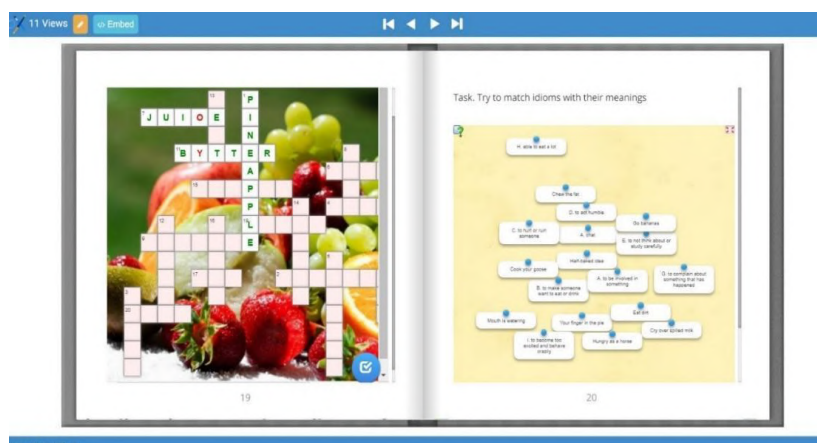 11 Views
Embed
JUIOE
PINEAPPLE
BYTTER
Task. Try to match idioms with their meanings
H. able to eat a lot
Chew the fat
D. to act humble
Go bananas
C. to hurt or ruin
someone
A. chat
E. to not think about or
study carefully
Half-baked idea
Cook your goose
A. to be involved in
something
G. to complain about
something that has
happened
B. to make someone
want to eat or drink
Eat dirt
Mouth is watering
Your finger in the pie
Cry over spilled milk
I. to become too
excited and behave
crazily
Hungry as a horse
19
20